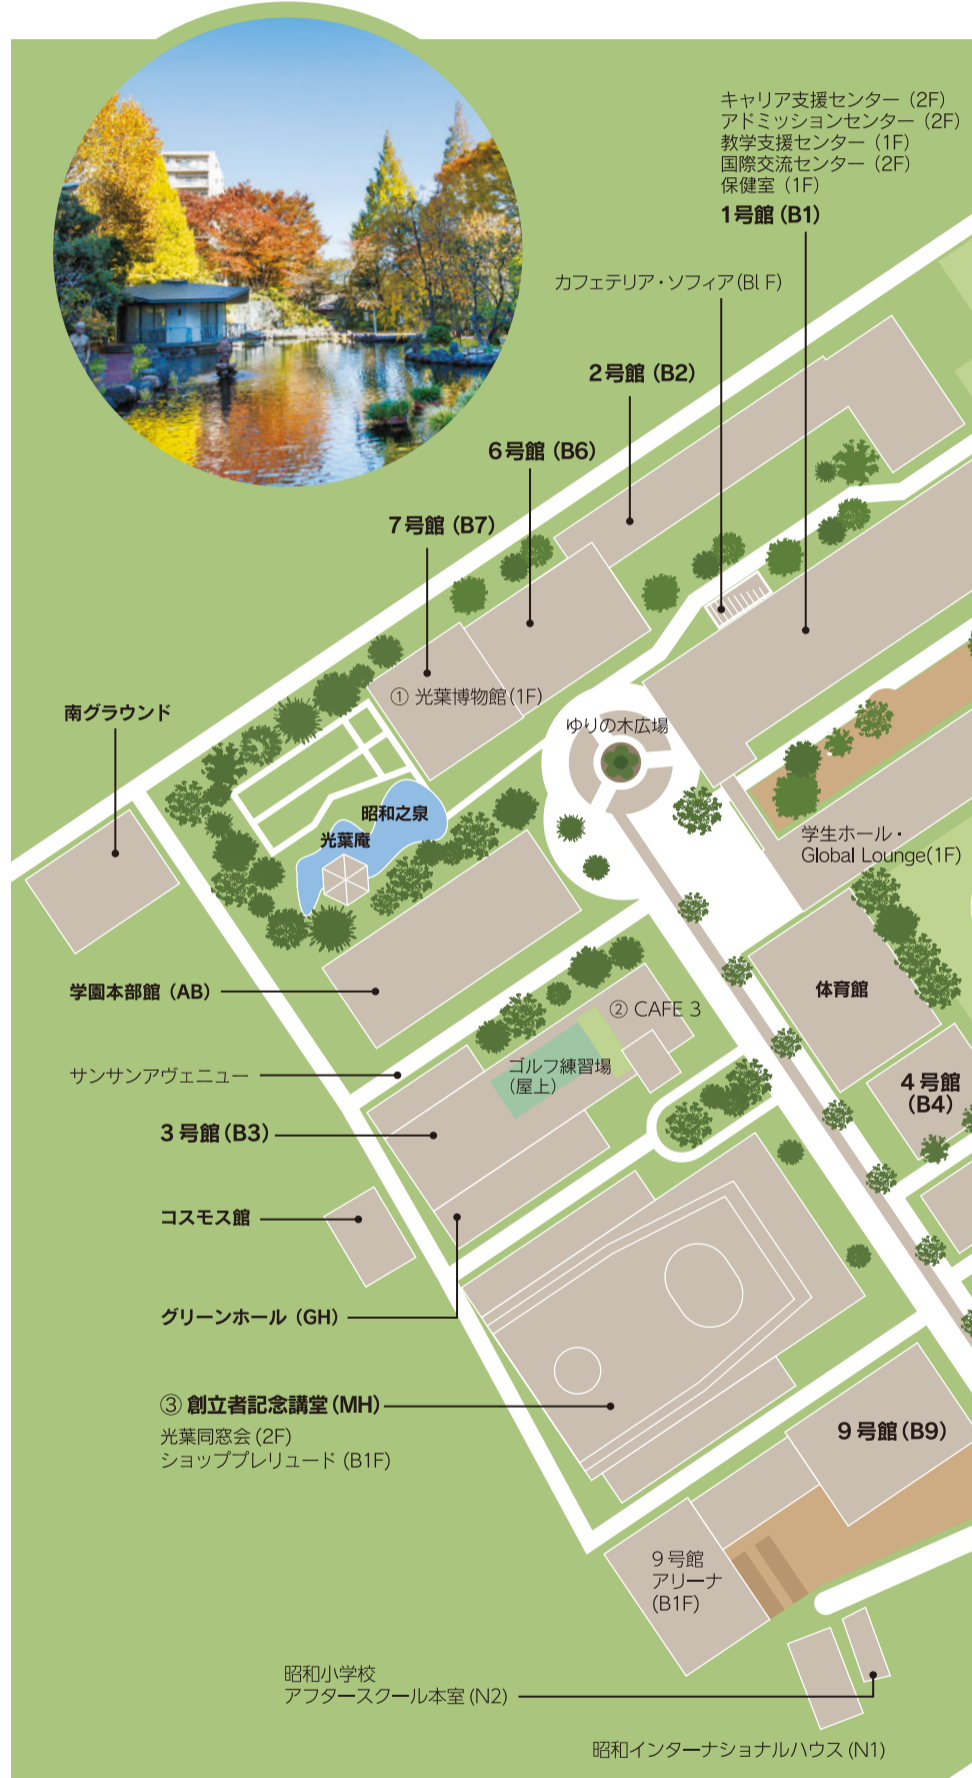 キャリア支援センター (2F)
アドミッションセンター (2F)
教学支援センター (1F)
国際交流センター (2F)
保健室 (1F)
1号館 (B1)
カフェテリア・ソフィア(Bl F)
2号館 (B2)
6号館 (B6)
7号館 (B7)
① 光葉博物館(1F)
南グラウンド
ゆりの木広場
昭和之泉
光葉庵
学生ホール・
Global Lounge(1F)
学園本部館 (AB)
体育館
② CAFE 3
サンサンアヴェニュー
ゴルフ練習場
(屋上)
4号館
(B4)
3号館 (B3)
コスモス館
グリーンホール (GH)
③ 創立者記念講堂 (MH)
光葉同窓会 (2F)
ショッププレリュード (B1F)
9号館 (B9)
9号館
アリーナ
(B1F)
昭和小学校
アフタースクール本室 (N2)
昭和インターナショナルハウス (N1)